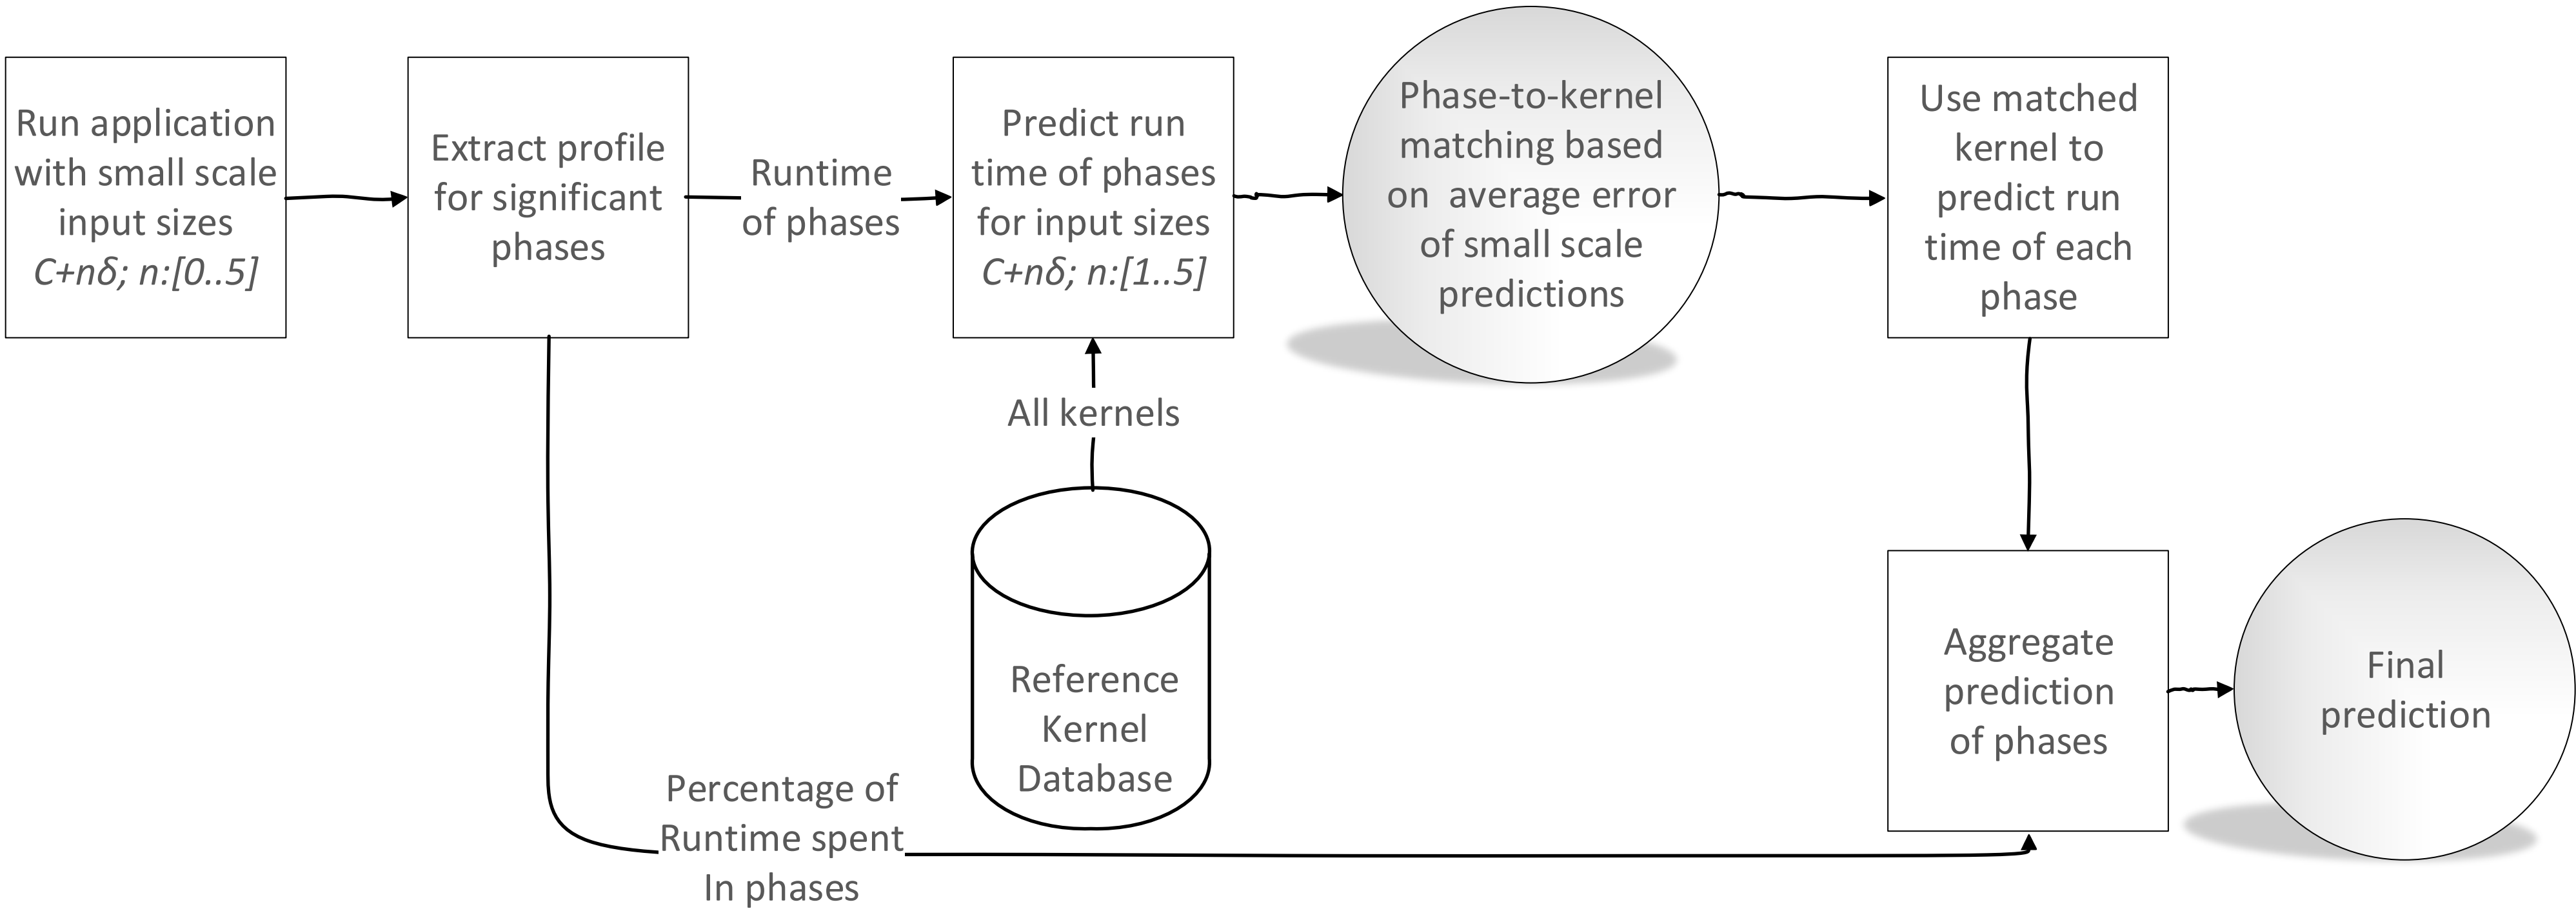 Run application
with small scale
input sizes
C+nδ; n:[0..5]
Extract profile
for significant
phases
Runtime
of phases
Predict run
time of phases
for input sizes
C+nδ; n:[1..5]
Phase-to-kernel
matching based
on average error
of small scale
predictions
Use matched
kernel to
predict run
time of each
phase
All kernels
Reference
Kernel
Database
Percentage of
Runtime spent
In phases
Aggregate
prediction
of phases
Final
prediction